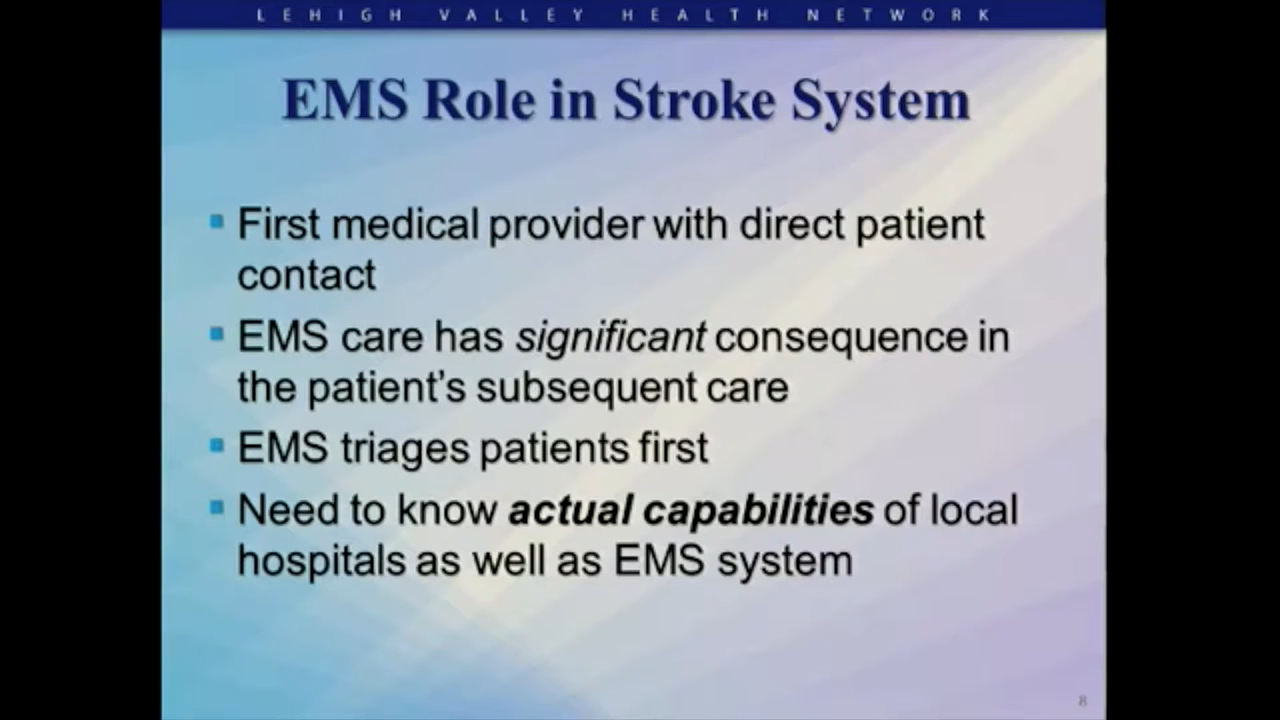 LEHIGH VALLEY HEALTH NETWORK
EMS Role in Stroke System
First medical provider with direct patient
contact
EMS care has significant consequence in
the patient’s subsequent care
EMS triages patients first
Need to know actual capabilities of local
hospitals as well as EMS system
8